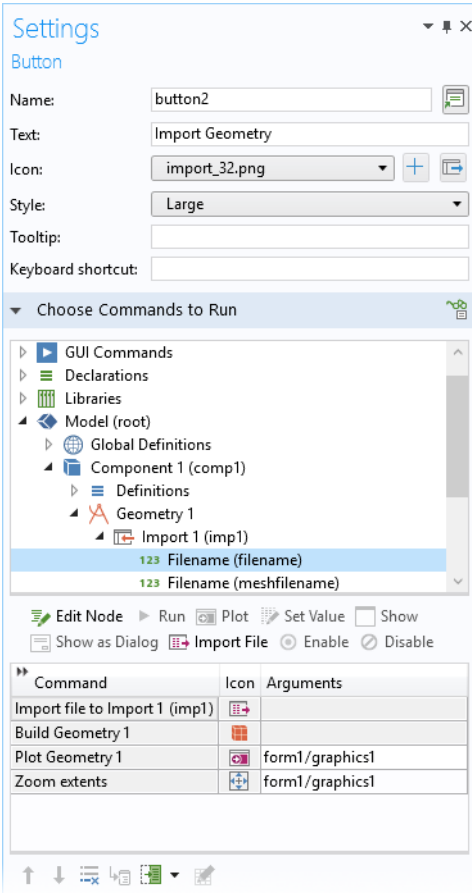 Settings
Button
Name: button2
Text: Import Geometry
Icon: import_32.png
Style: Large
Tooltip:
Keyboard shortcut:
Choose Commands to Run
GUI Commands
Declarations
Libraries
Model (root)
Global Definitions
Component 1 (comp1)
Definitions
Geometry 1
Import 1 (imp1)
123 Filename (filename)
123 Filename (meshfilename)
Edit Node Run Plot Set Value Show
Show as Dialog Import File Enable Disable
Command Icon Arguments
Import file to Import 1 (imp1)
Build Geometry 1
Plot Geometry 1 form1/graphics1
Zoom extents form1/graphics1